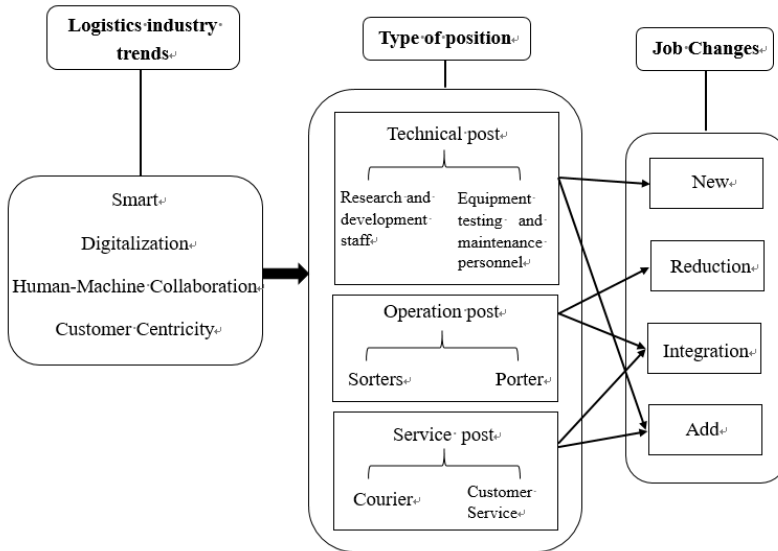 Logistics industry
trends
Smart
Digitalization
Human-Machine Collaboration
Customer Centricity
Type of position
Technical post
Research and
development
staff
Equipment
testing and
maintenance
personnel
Operation post
Sorters
Porter
Service post
Courier
Customer
Service
Job Changes
New
Reduction
Integration
Add